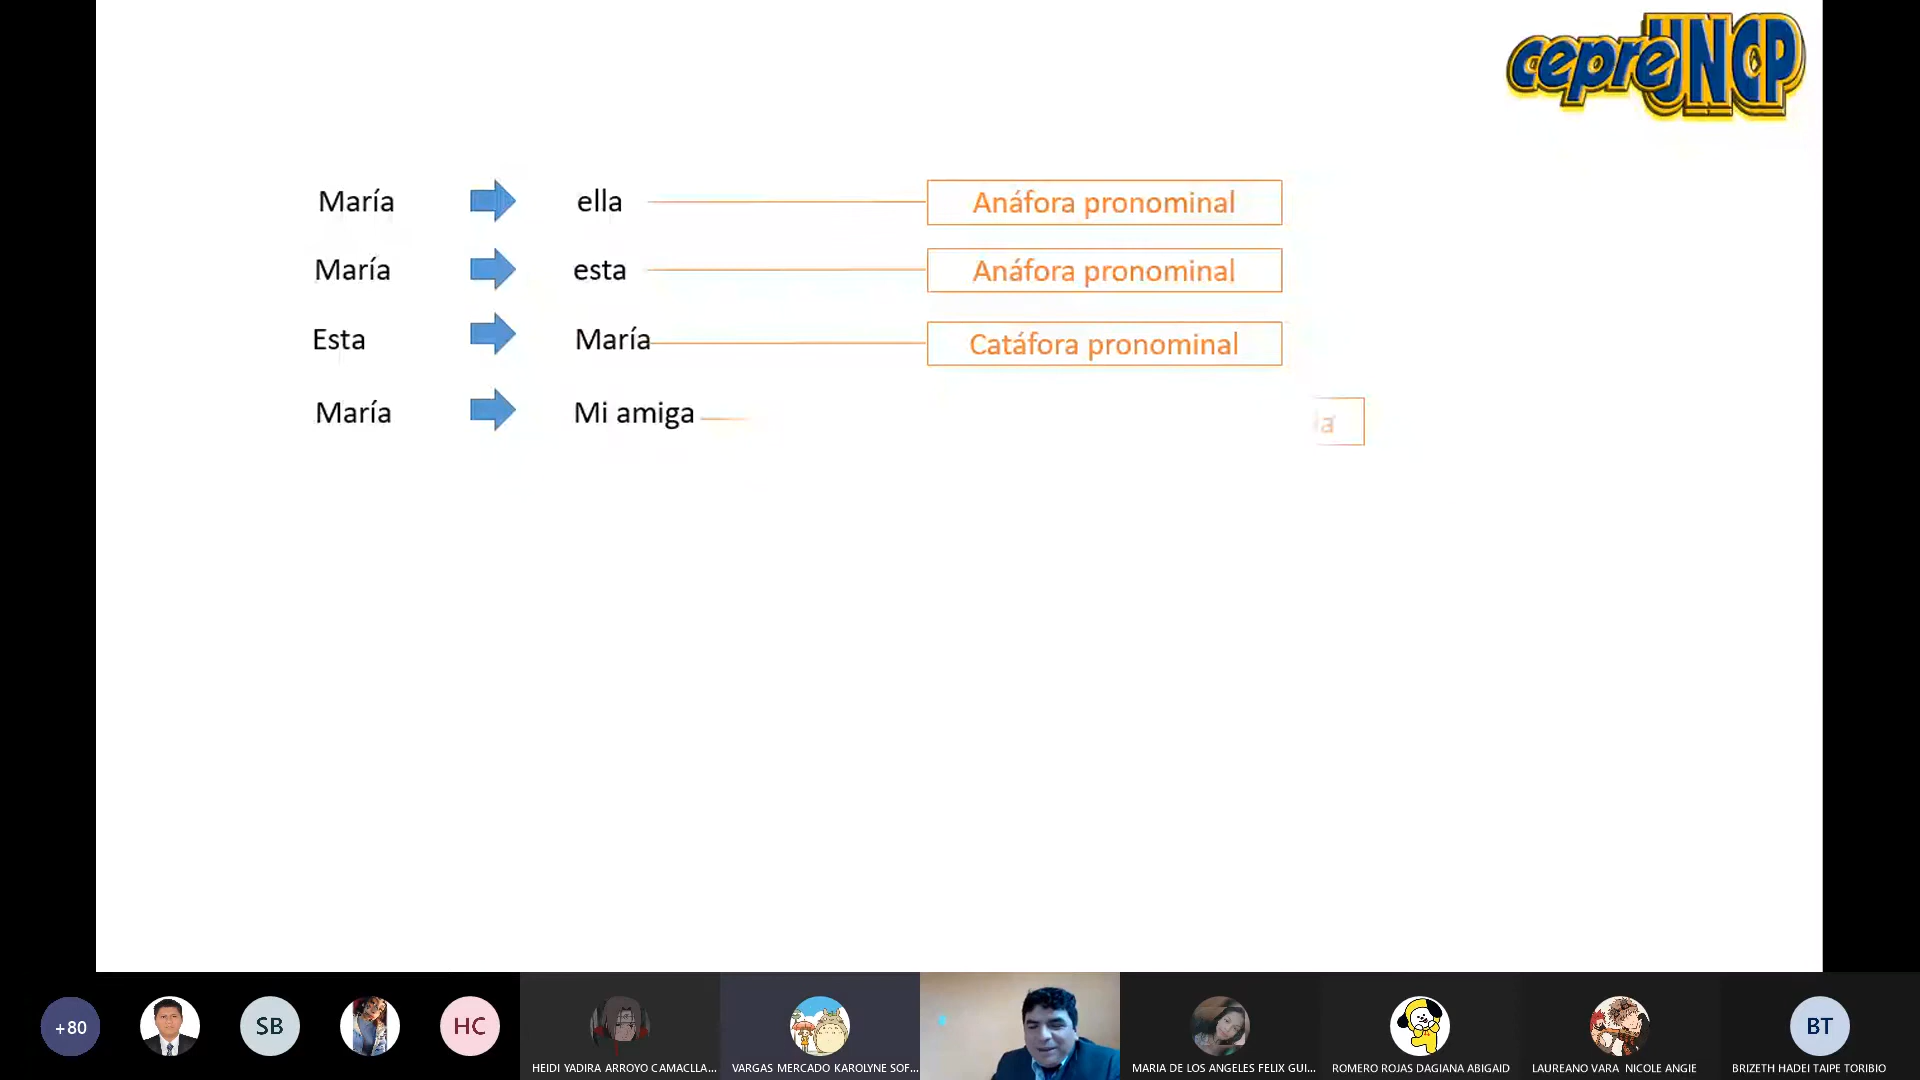 cepreUNCP
María ella Anáfora pronominal
María esta Anáfora pronominal
Esta María Catáfora pronominal
María Mi amiga
+80
SB
HC
HEIDI YADIRA ARROYO CAMACLLA...
VARGAS MERCADO KAROLYNE SOF...
MARIA DE LOS ANGELES FELIX GUI...
ROMERO ROJAS DAGIANA ABIGAID
LAUREANO VARA NICOLE ANGIE
BT
BRIZETH HADEI TAIPE TORIBIO